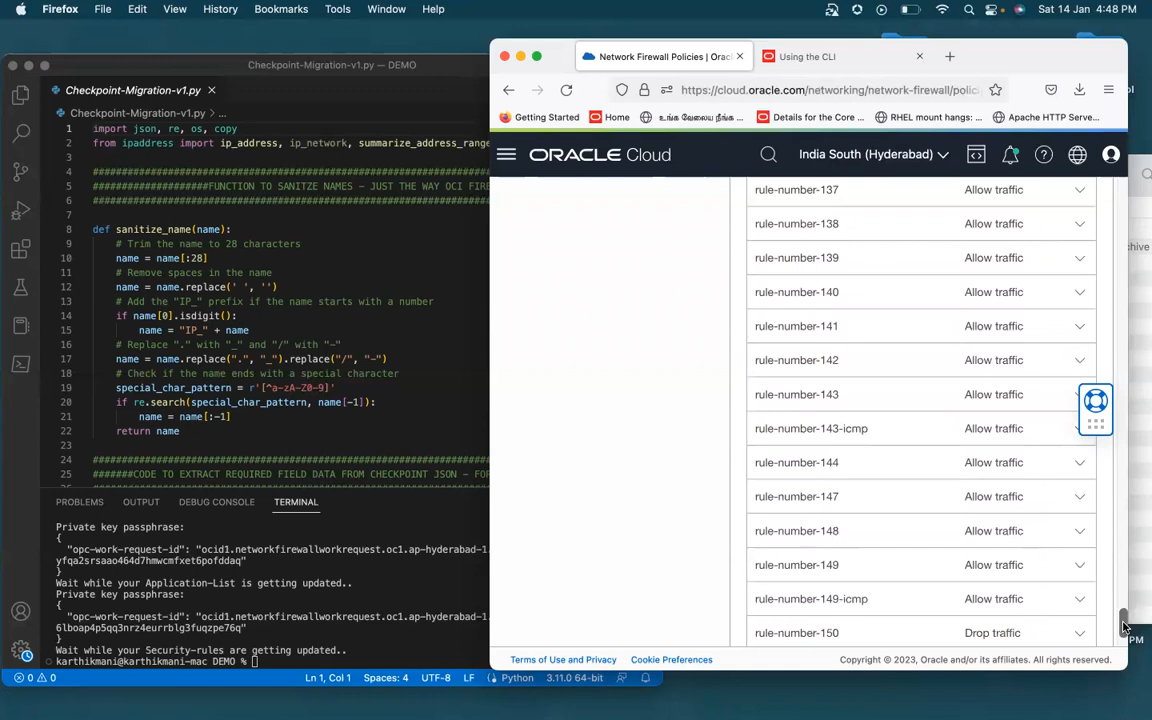 Firefox File Edit View History Bookmarks Tools Window Help Sat 14 Jan 4:48 PM
Checkpoint-Migration-v1.py — DEMO
Checkpoint-Migration-v1.py
Checkpoint-Migration-v1.py > ...
1 import json, re, os, copy
2 from ipaddress import ip_address, ip_network, summarize_address_range
3
4 ####################################################################
5 ####################FUNCTION TO SANITZE NAMES - JUST THE WAY OCI FIRE
6 ####################################################################
7
8 def sanitize_name(name):
9 # Trim the name to 28 characters
10 name = name[:28]
11 # Remove spaces in the name
12 name = name.replace(' ', '')
13 # Add the "IP_" prefix if the name starts with a number
14 if name[0].isdigit():
15 name = "IP_" + name
16 # Replace "." with "_" and "/" with "-"
17 name = name.replace(".", "_").replace("/", "-")
18 # Check if the name ends with a special character
19 special_char_pattern = r'[^a-zA-Z0-9]'
20 if re.search(special_char_pattern, name[-1]):
21 name = name[:-1]
22 return name
23
24 ####################################################################
25 #######CODE TO EXTRACT REQUIRED FIELD DATA FROM CHECKPOINT JSON - FOR
PROBLEMS OUTPUT DEBUG CONSOLE TERMINAL
Private key passphrase:
{
"opc-work-request-id": "ocid1.networkfirewallworkrequest.oc1.ap-hyderabad-1.
yfqa2srsaao464d7hmwcmfxet6pofddaq"
}
Wait while your Application-List is getting updated..
Private key passphrase:
{
"opc-work-request-id": "ocid1.networkfirewallworkrequest.oc1.ap-hyderabad-1.
6lboap4p5qq3nrz4eurrblg3fuqzpe76q"
}
Wait while your Security-rules are getting updated..
karthikmani@karthikmani-mac DEMO %
0 0 Ln 1, Col 1 Spaces: 4 UTF-8 LF Python 3.11.0 64-bit
Network Firewall Policies | Orac Using the CLI
https://cloud.oracle.com/networking/network-firewall/polici
Getting Started Home உங்க வேலைய நீங்க ... Details for the Core ... RHEL mount hangs: ... Apache HTTP Serve...
ORACLE Cloud India South (Hyderabad)
rule-number-137 Allow traffic
rule-number-138 Allow traffic
rule-number-139 Allow traffic
rule-number-140 Allow traffic
rule-number-141 Allow traffic
rule-number-142 Allow traffic
rule-number-143 Allow traffic
rule-number-143-icmp Allow traffic
rule-number-144 Allow traffic
rule-number-147 Allow traffic
rule-number-148 Allow traffic
rule-number-149 Allow traffic
rule-number-149-icmp Allow traffic
rule-number-150 Drop traffic
Terms of Use and Privacy Cookie Preferences Copyright © 2023, Oracle and/or its affiliates. All rights reserved.
chive
PM